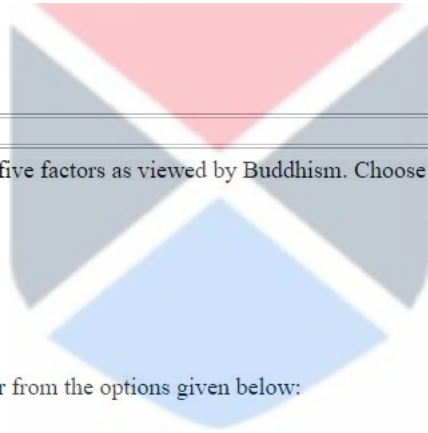 five factors as viewed by Buddhism. Choose
from the options given below: